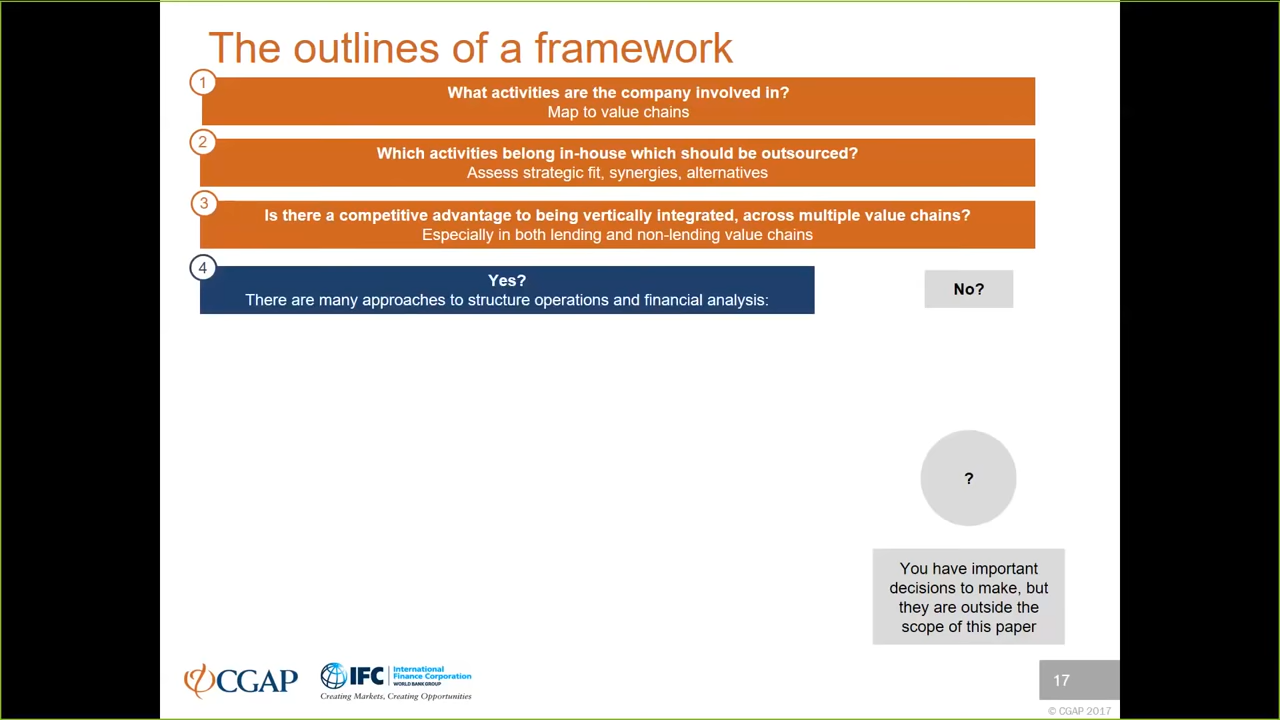 The outlines of a framework
1
What activities are the company involved in?
Map to value chains
2
Which activities belong in-house which should be outsourced?
Assess strategic fit, synergies, alternatives
3
Is there a competitive advantage to being vertically integrated, across multiple value chains?
Especially in both lending and non-lending value chains
4
Yes?
There are many approaches to structure operations and financial analysis:
No?
?
You have important
decisions to make, but
they are outside the
scope of this paper
CGAP
IFC
International
Finance Corporation
WORLD BANK GROUP
Creating Markets, Creating Opportunities
17
© CGAP 2017